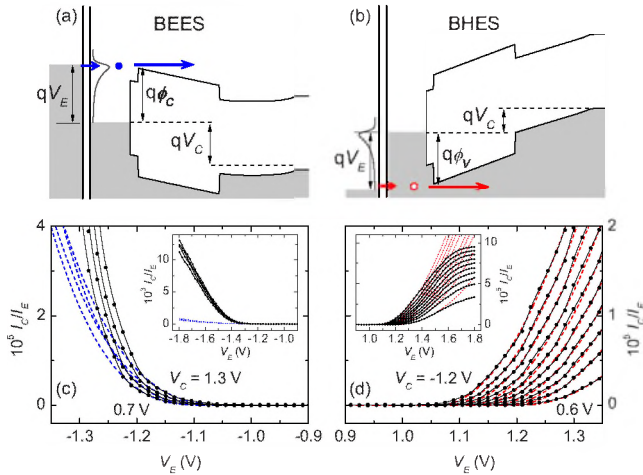 (a) BEES
(b) BHES
qV_E
qϕ_c
qV_C
qV_E
qV_C
qϕ_V
10^5 I_C/I_E
4
3
2
1
0
-1.3 -1.2 -1.1 -1.0 -0.9
V_E (V)
(c)
V_C = 1.3 V
0.7 V
10^3 I_C/I_E
15
10
5
0
-1.8 -1.6 -1.4 -1.2 -1.0
V_E (V)
(d)
V_C = -1.2 V
0.6 V
10^3 I_C/I_E
10
5
0
1.0 1.2 1.4 1.6 1.8
V_E (V)
0.9 1.0 1.1 1.2 1.3
V_E (V)
2
1
0
10^5 I_C/I_E